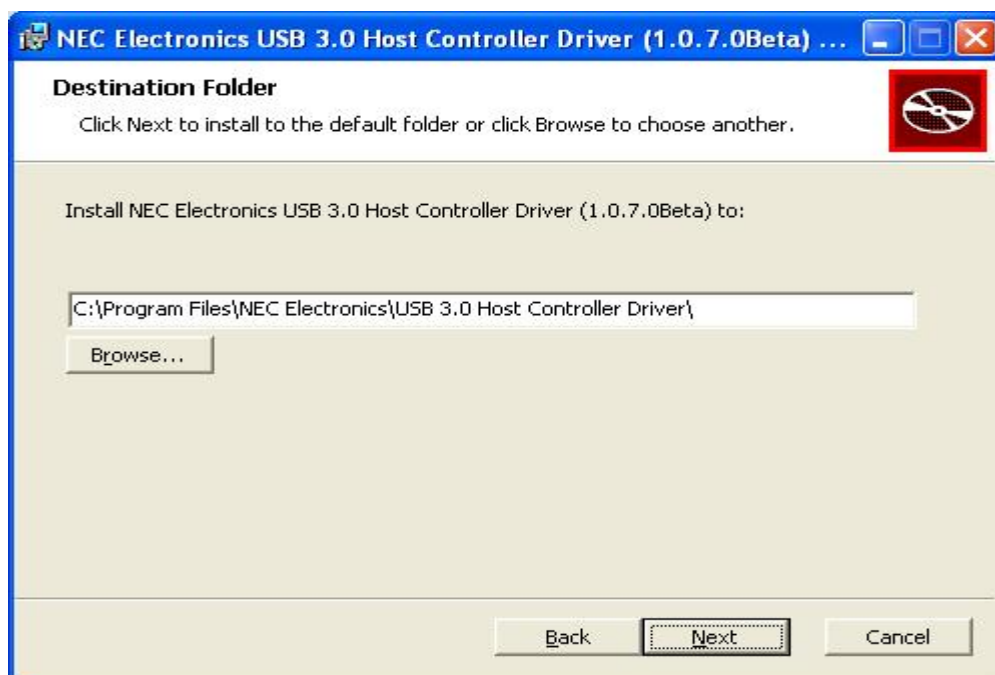 NEC Electronics USB 3.0 Host Controller Driver (1.0.7.0Beta) ...
Destination Folder
Click Next to install to the default folder or click Browse to choose another.
Install NEC Electronics USB 3.0 Host Controller Driver (1.0.7.0Beta) to:
C:\Program Files\NEC Electronics\USB 3.0 Host Controller Driver\
Browse...
Back Next Cancel